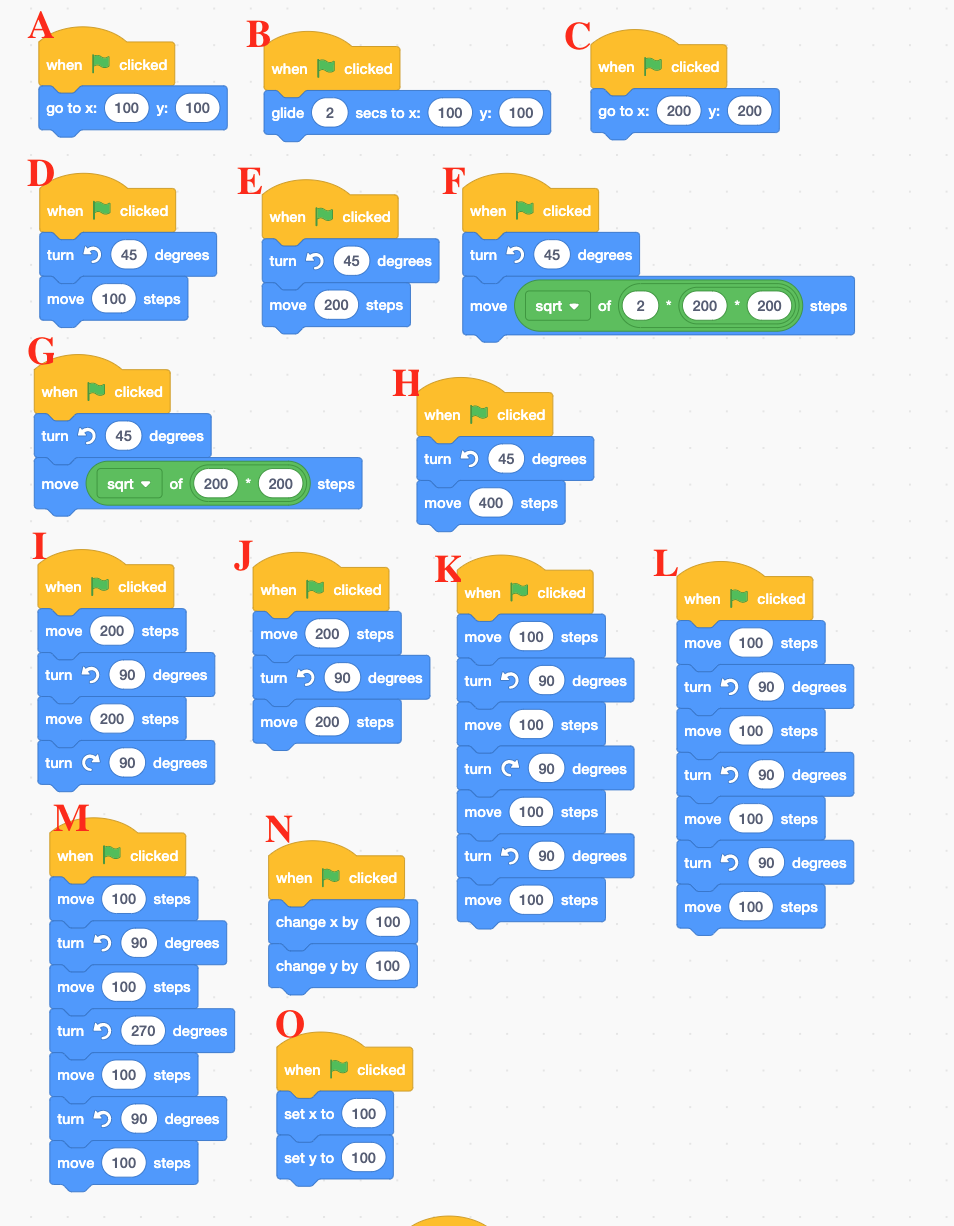 A
when clicked
go to x: 100 y: 100
B
when clicked
glide 2 secs to x: 100 y: 100
C
when clicked
go to x: 200 y: 200
D
when clicked
turn 45 degrees
move 100 steps
E
when clicked
turn 45 degrees
move 200 steps
F
when clicked
turn 45 degrees
move sqrt of 2 * 200 * 200 steps
G
when clicked
turn 45 degrees
move sqrt of 200 * 200 steps
H
when clicked
turn 45 degrees
move 400 steps
I
when clicked
move 200 steps
turn 90 degrees
move 200 steps
turn 90 degrees
J
when clicked
move 200 steps
turn 90 degrees
move 200 steps
K
when clicked
move 100 steps
turn 90 degrees
move 100 steps
turn 90 degrees
move 100 steps
turn 90 degrees
move 100 steps
L
when clicked
move 100 steps
turn 90 degrees
move 100 steps
turn 90 degrees
move 100 steps
turn 90 degrees
move 100 steps
M
when clicked
move 100 steps
turn 90 degrees
move 100 steps
turn 270 degrees
move 100 steps
turn 90 degrees
move 100 steps
N
when clicked
change x by 100
change y by 100
O
when clicked
set x to 100
set y to 100